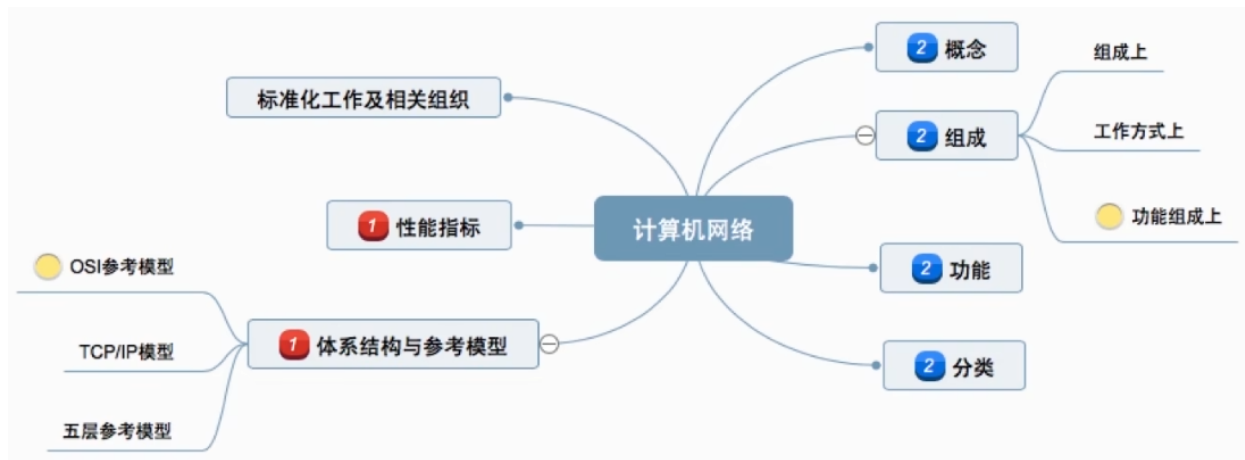 计算机网络
2 概念
2 组成
组成上
工作方式上
功能组成上
2 功能
2 分类
标准化工作及相关组织
1 性能指标
1 体系结构与参考模型
OSI参考模型
TCP/IP模型
五层参考模型